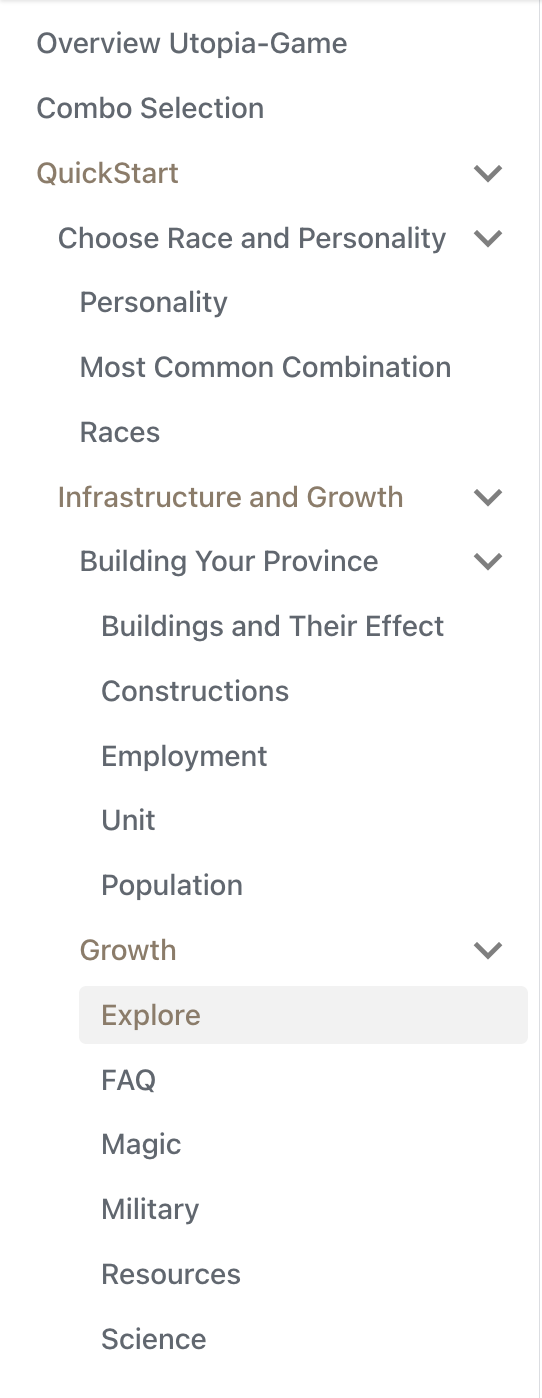 Overview Utopia-Game
Combo Selection
QuickStart
Choose Race and Personality
Personality
Most Common Combination
Races
Infrastructure and Growth
Building Your Province
Buildings and Their Effect
Constructions
Employment
Unit
Population
Growth
Explore
FAQ
Magic
Military
Resources
Science